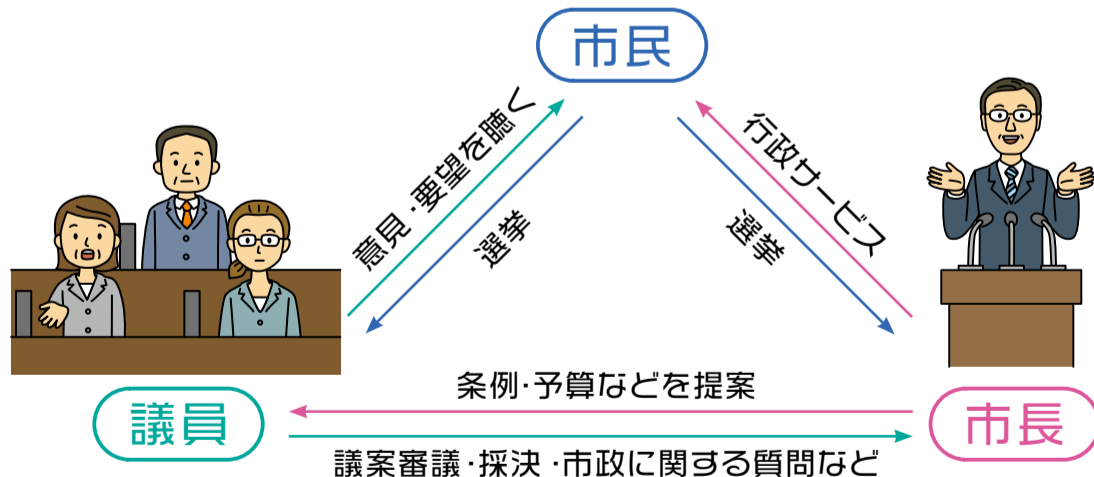 市民
意見・要望を聴く
選挙
選挙
行政サービス
条例・予算などを提案
議員
市長
議案審議・採決・市政に関する質問など